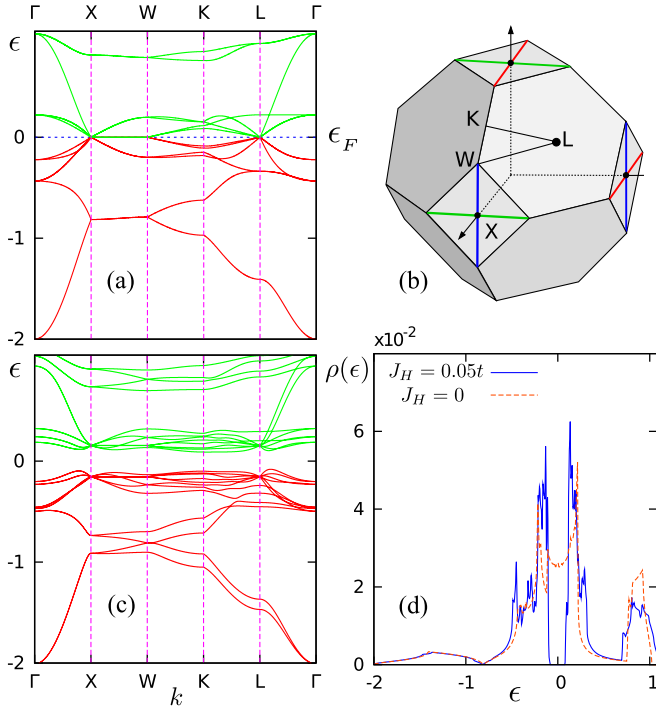 Γ X W K L Γ
ϵ
0
-1
-2
(a)
ϵ_F
K
L
W
X
(b)
ϵ
0
-1
-2
(c)
Γ X W K L Γ
k
x10⁻²
ρ(ϵ)
J_H = 0.05t
J_H = 0
6
4
2
0
(d)
-2 -1 0 1
ϵ